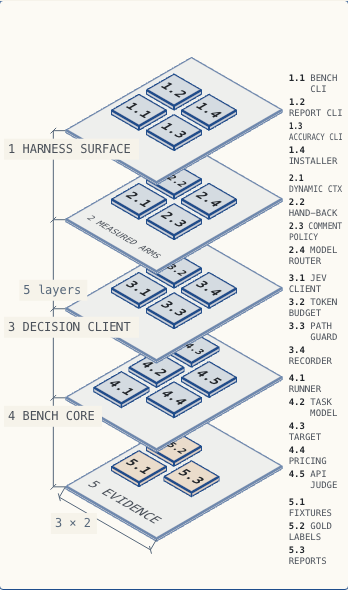 1.2
1.1
1.4
1.3
1 HARNESS SURFACE
2.2
2.1
2.4
2.3
2 MEASURED ARMS
5 layers
3.2
3.1
3.4
3.3
3 DECISION CLIENT
4.3
4.2
4.5
4.1
4.4
4 BENCH CORE
5.2
5.1
5.3
5 EVIDENCE
3 × 2
1.1 BENCH
CLI
1.2
REPORT CLI
1.3
ACCURACY CLI
1.4
INSTALLER
2.1
DYNAMIC CTX
2.2
HAND–BACK
2.3 COMMENT
POLICY
2.4 MODEL
ROUTER
3.1 JEV
CLIENT
3.2 TOKEN
BUDGET
3.3 PATH
GUARD
3.4
RECORDER
4.1
RUNNER
4.2 TASK
MODEL
4.3
TARGET
4.4
PRICING
4.5 API
JUDGE
5.1
FIXTURES
5.2 GOLD
LABELS
5.3
REPORTS